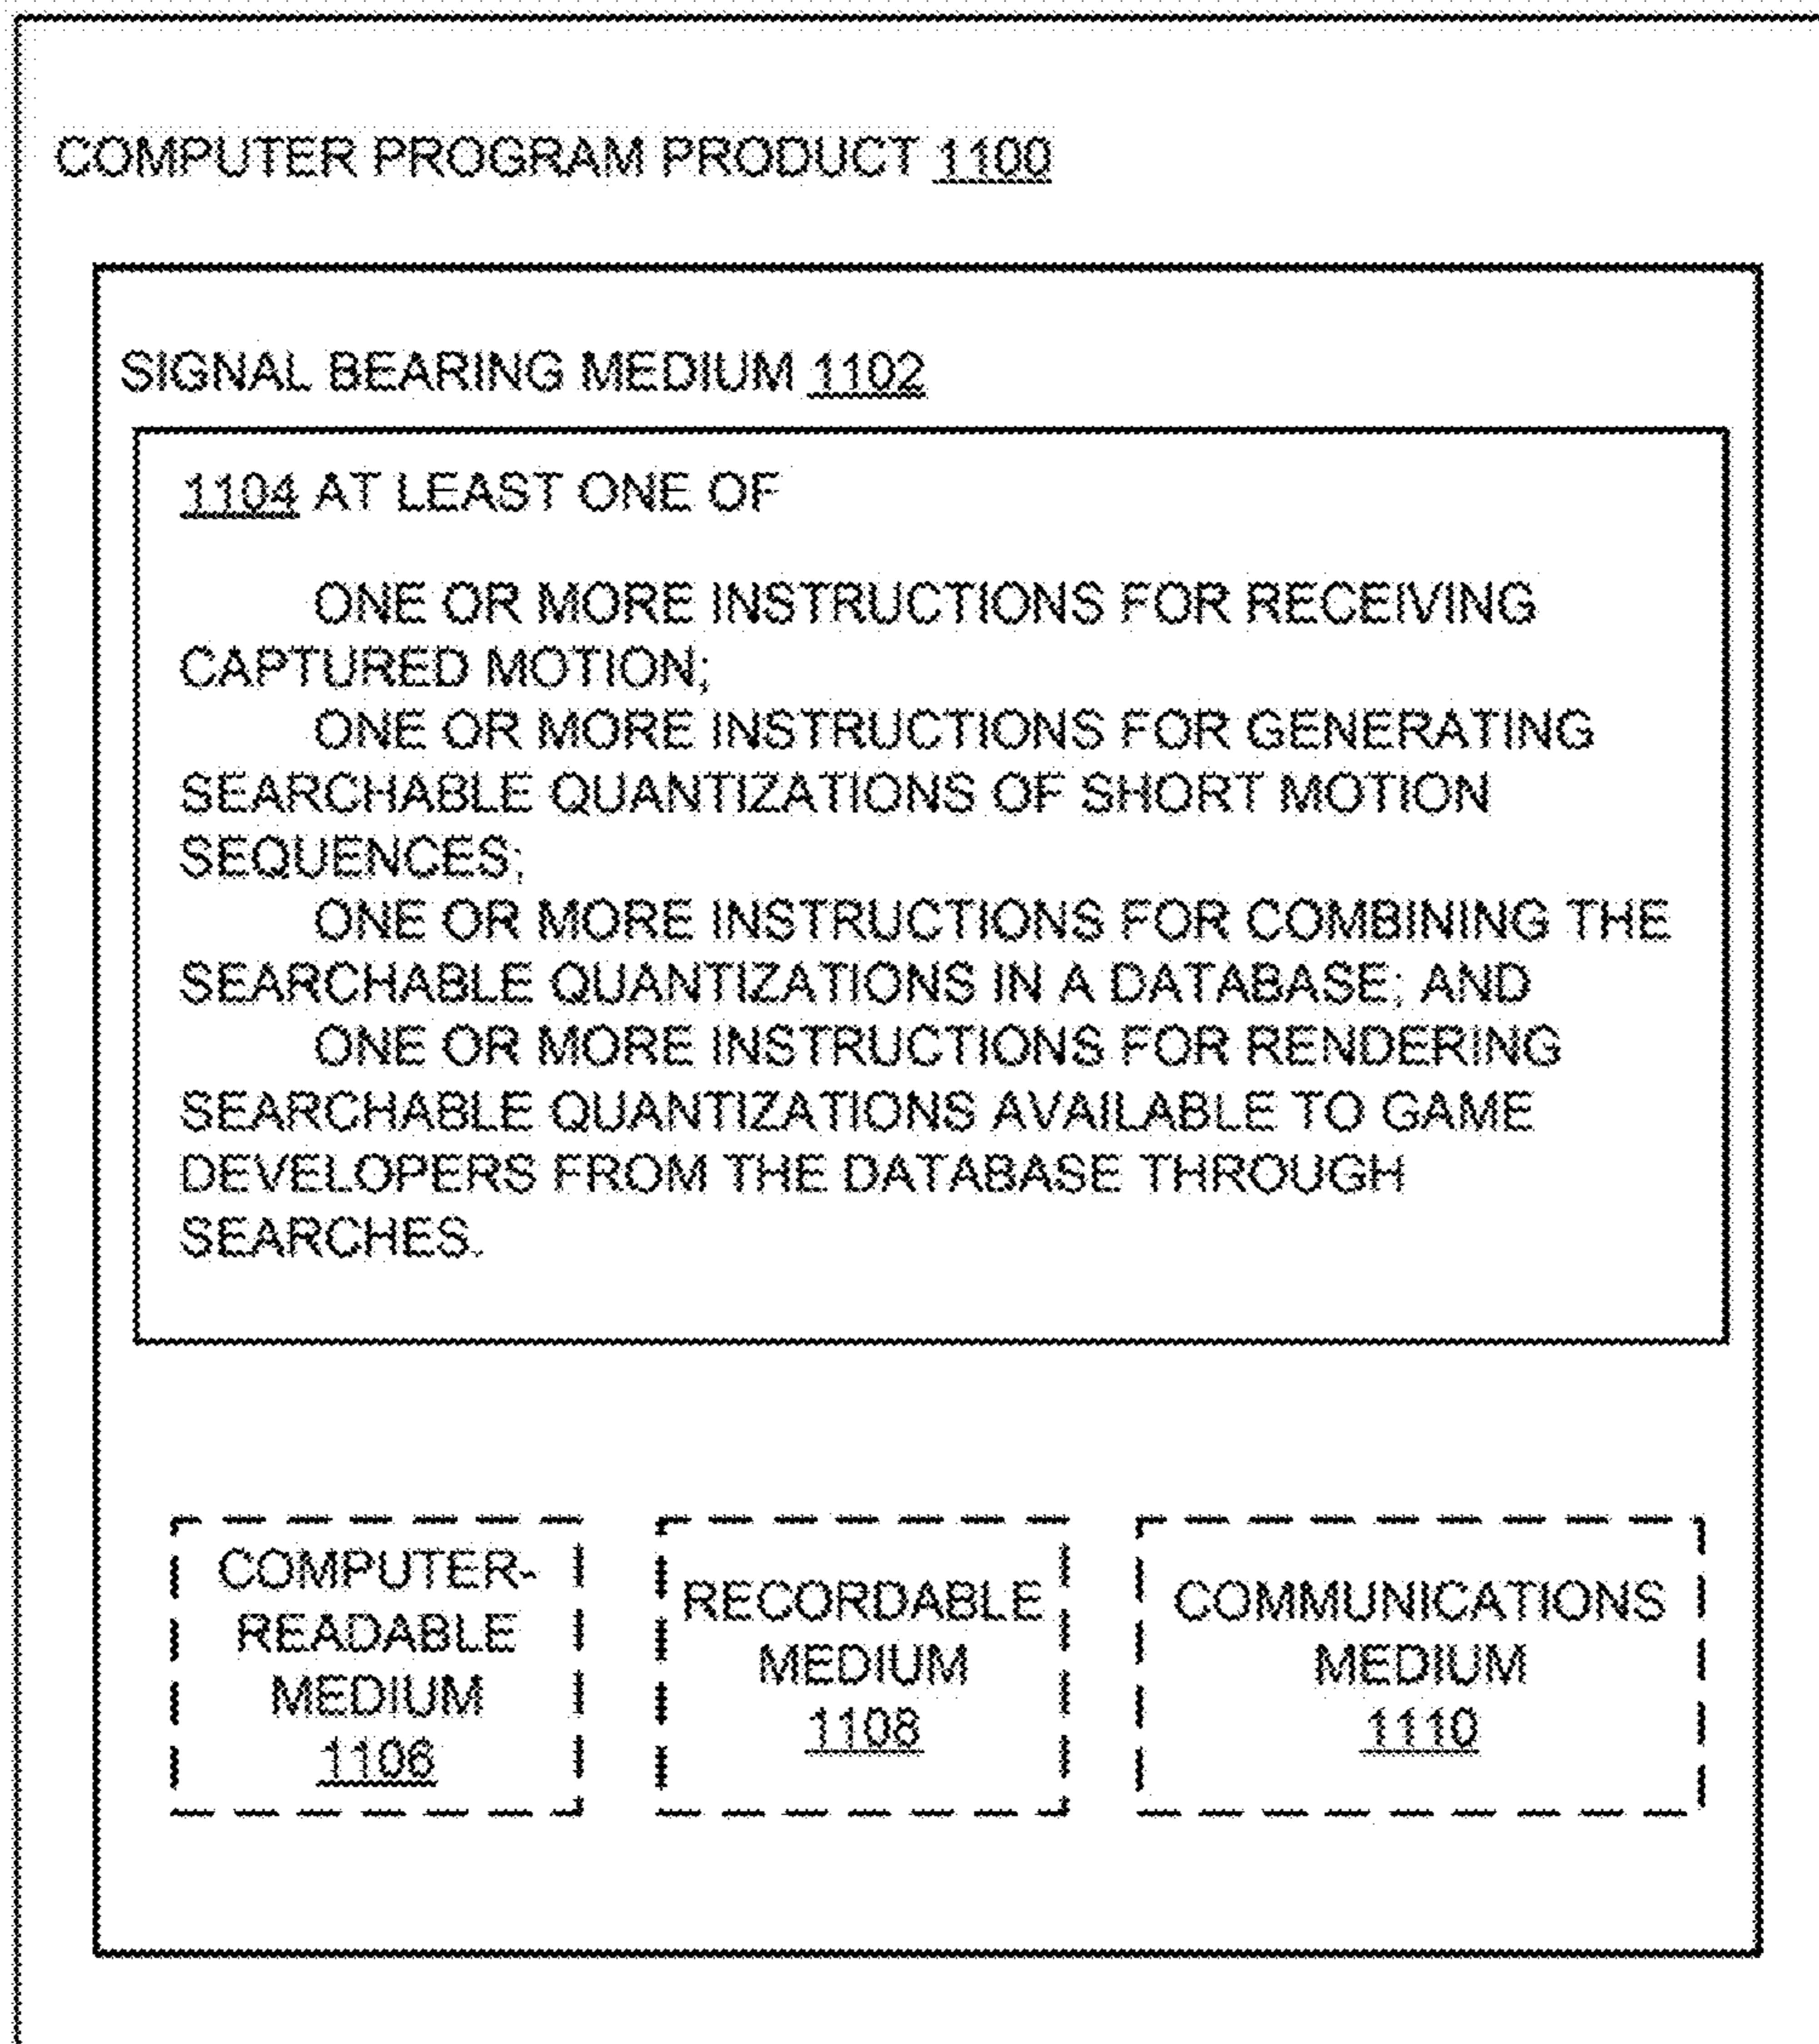 COMPUTER PROGRAM PRODUCT 1100
SIGNAL BEARING MEDIUM 1102
1104 AT LEAST ONE OF
ONE OR MORE INSTRUCTIONS FOR RECEIVING
CAPTURED MOTION;
ONE OR MORE INSTRUCTIONS FOR GENERATING
SEARCHABLE QUANTIZATIONS OF SHORT MOTION
SEQUENCES;
ONE OR MORE INSTRUCTIONS FOR COMBINING THE
SEARCHABLE QUANTIZATIONS IN A DATABASE; AND
ONE OR MORE INSTRUCTIONS FOR RENDERING
SEARCHABLE QUANTIZATIONS AVAILABLE TO GAME
DEVELOPERS FROM THE DATABASE THROUGH
SEARCHES.
COMPUTER-
READABLE
MEDIUM
1106
RECORDABLE
MEDIUM
1108
COMMUNICATIONS
MEDIUM
1110